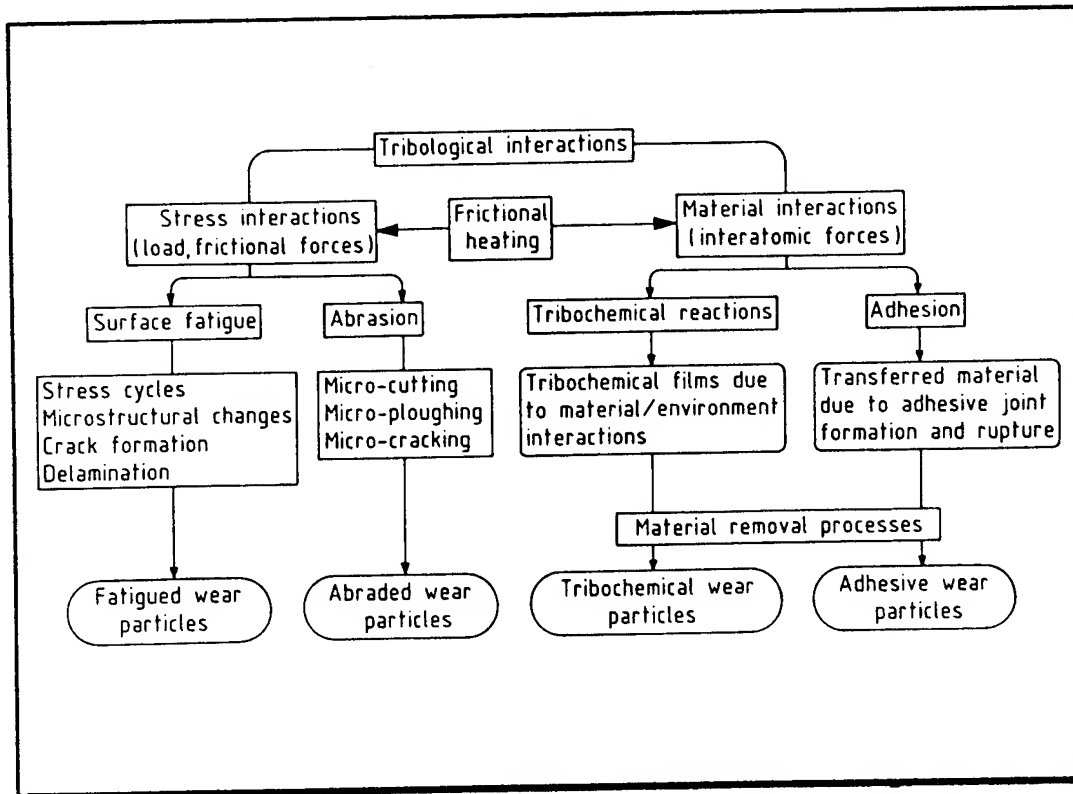 Tribological interactions
Stress interactions
(load, frictional forces)
Frictional
heating
Material interactions
(interatomic forces)
Surface fatigue
Abrasion
Tribochemical reactions
Adhesion
Stress cycles
Microstructural changes
Crack formation
Delamination
Micro-cutting
Micro-ploughing
Micro-cracking
Tribochemical films due
to material/environment
interactions
Transferred material
due to adhesive joint
formation and rupture
Material removal processes
Fatigued wear
particles
Abraded wear
particles
Tribochemical wear
particles
Adhesive wear
particles